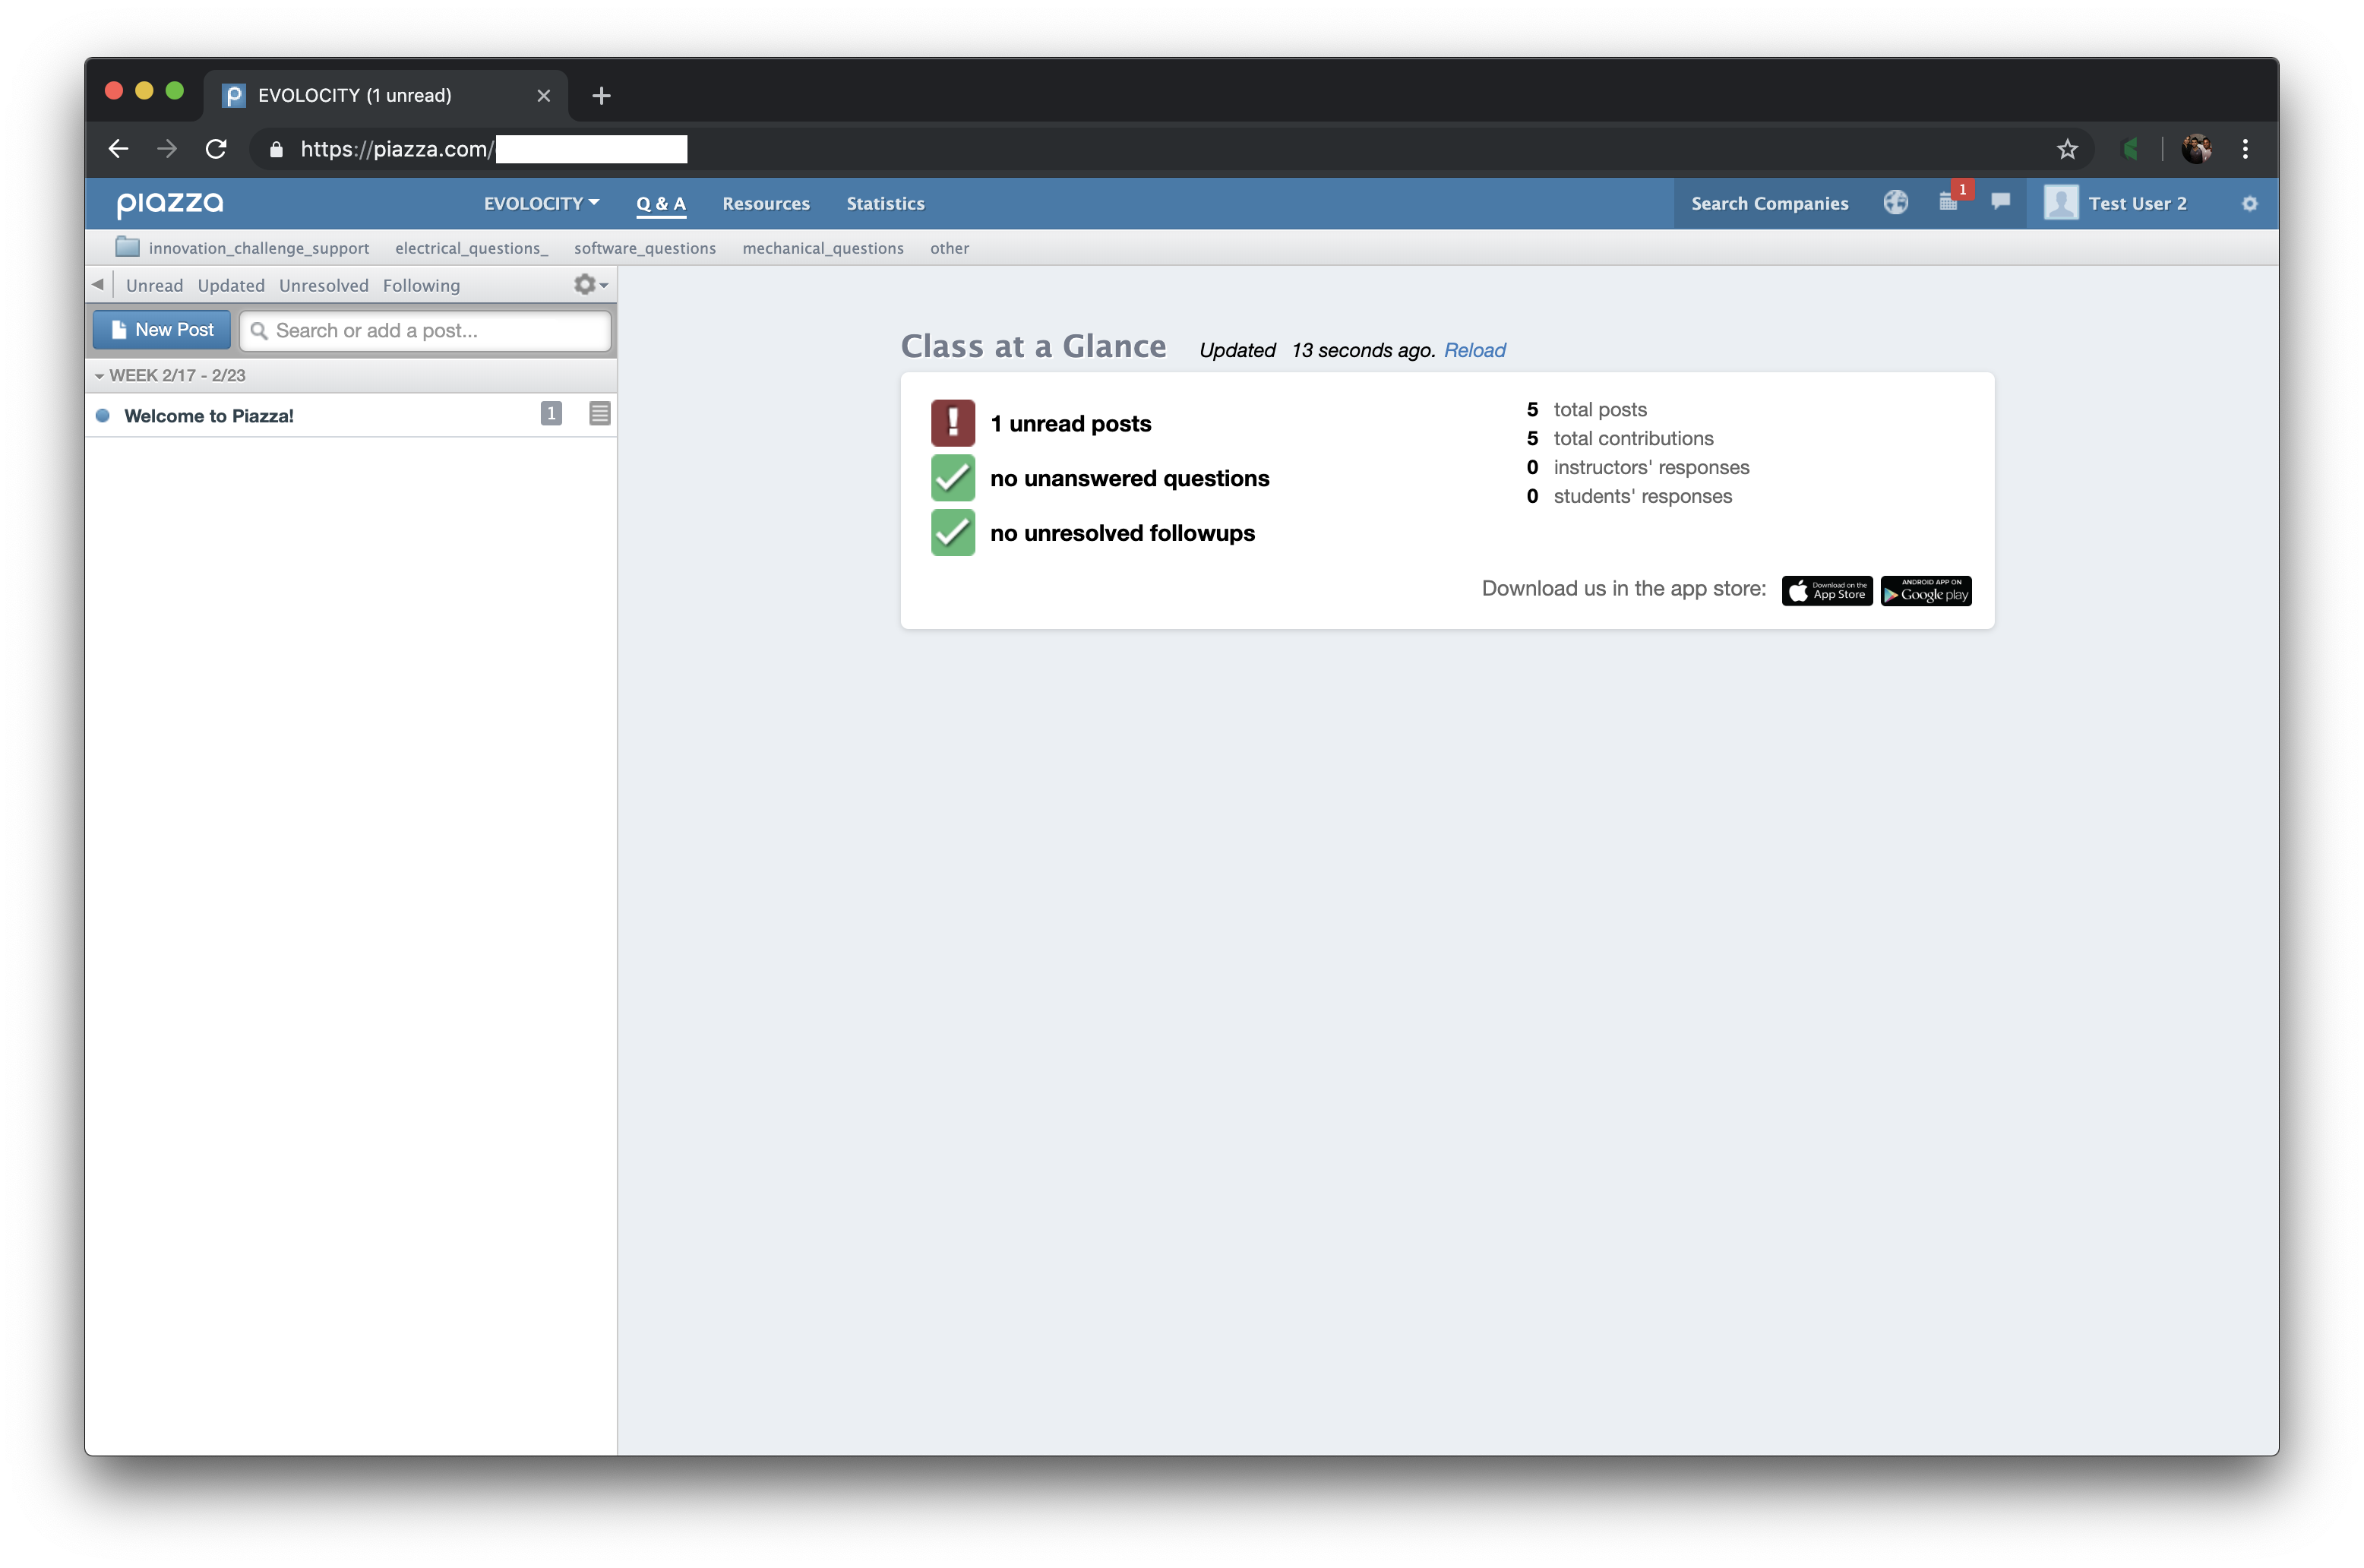 EVOLOCITY (1 unread)
https://piazza.com/
piazza
EVOLOCITY
Q & A
Resources
Statistics
Search Companies
1
Test User 2
innovation_challenge_support
electrical_questions_
software_questions
mechanical_questions
other
Unread
Updated
Unresolved
Following
New Post
Search or add a post...
WEEK 2/17 - 2/23
Welcome to Piazza!
1
Class at a Glance
Updated 13 seconds ago. Reload
1 unread posts
no unanswered questions
no unresolved followups
5 total posts
5 total contributions
0 instructors' responses
0 students' responses
Download us in the app store:
Download on the
App Store
ANDROID APP ON
Google play